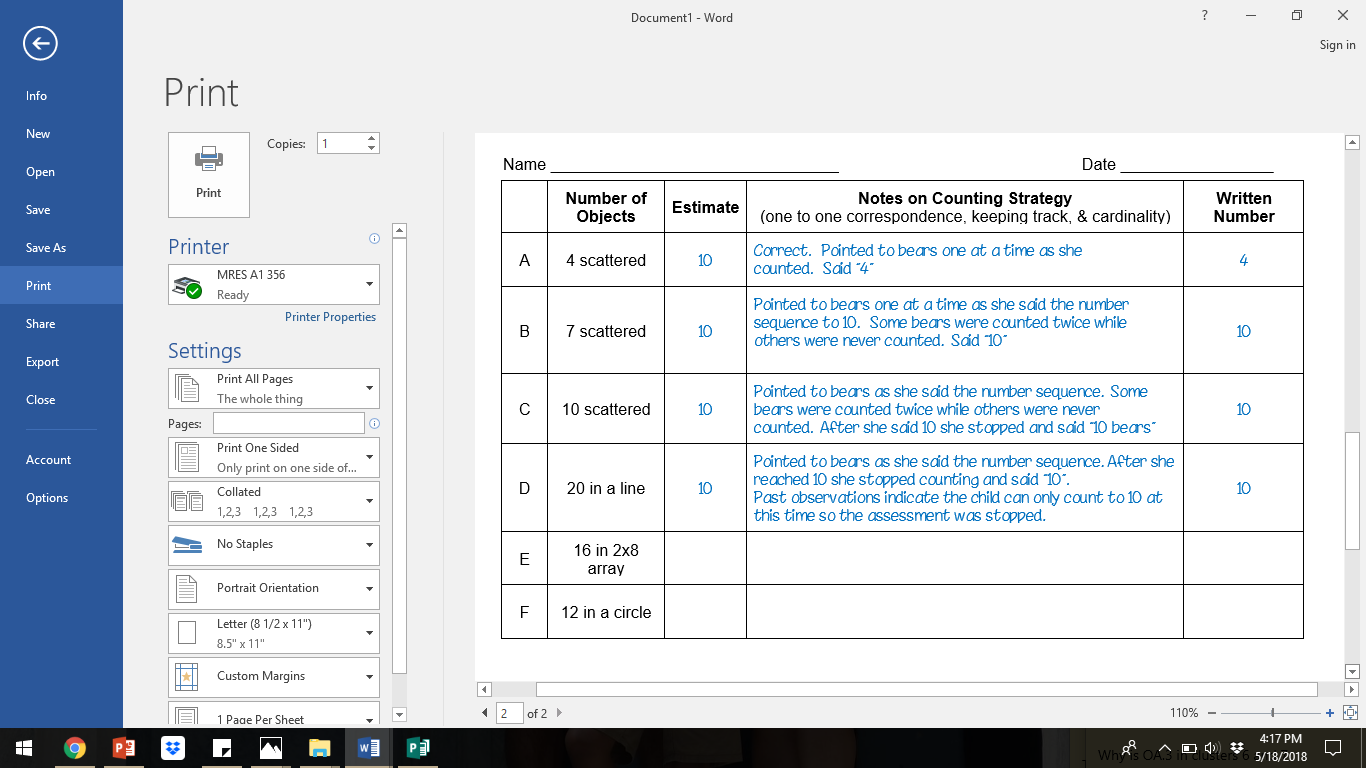 Document1 - Word
?
Sign in
Info
New
Open
Save
Save As
Print
Share
Export
Close
Account
Options
Print
Print
Copies: 1
Printer
MRES A1 356
Ready
Printer Properties
Settings
Print All Pages
The whole thing
Pages:
Print One Sided
Only print on one side of...
Collated
1,2,3 1,2,3 1,2,3
No Staples
Portrait Orientation
Letter (8 1/2 x 11")
8.5" x 11"
Custom Margins
1 Page Per Sheet
Name Date
Number of
Objects
Estimate
Notes on Counting Strategy
(one to one correspondence, keeping track, & cardinality)
Written
Number
A
4 scattered
10
Correct. Pointed to bears one at a time as she
counted. Said "4"
4
B
7 scattered
10
Pointed to bears one at a time as she said the number
sequence to 10. Some bears were counted twice while
others were never counted. Said "10"
10
C
10 scattered
10
Pointed to bears as she said the number sequence. Some
bears were counted twice while others were never
counted. After she said 10 she stopped and said "10 bears"
10
D
20 in a line
10
Pointed to bears as she said the number sequence. After she
reached 10 she stopped counting and said "10".
Past observations indicate the child can only count to 10 at
this time so the assessment was stopped.
10
E
16 in 2x8
array
F
12 in a circle
2 of 2
110%
4:17 PM
5/18/2018
Why is OA.3 in clusters 6